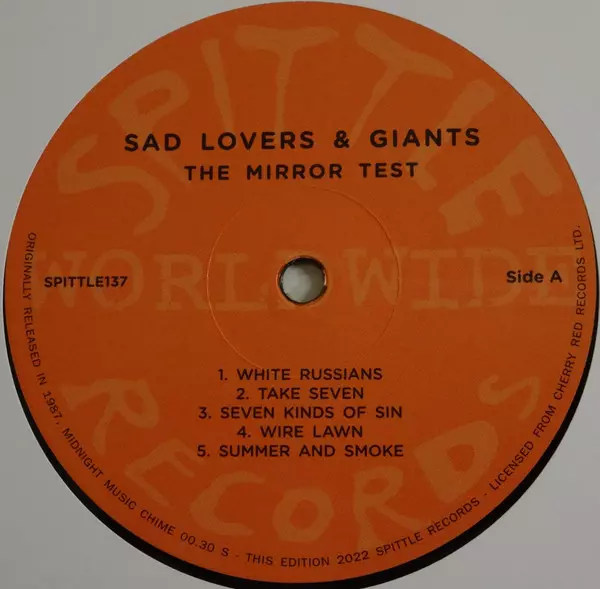 SPITTLE
WORLDWIDE
RECORDS
SAD LOVERS & GIANTS
THE MIRROR TEST
SPITTLE137
Side A
1. WHITE RUSSIANS
2. TAKE SEVEN
3. SEVEN KINDS OF SIN
4. WIRE LAWN
5. SUMMER AND SMOKE
ORIGINALLY RELEASED IN 1987, MIDNIGHT MUSIC CHIME 00.30 S - THIS EDITION 2022 SPITTLE RECORDS - LICENSED FROM CHERRY RED RECORDS LTD.